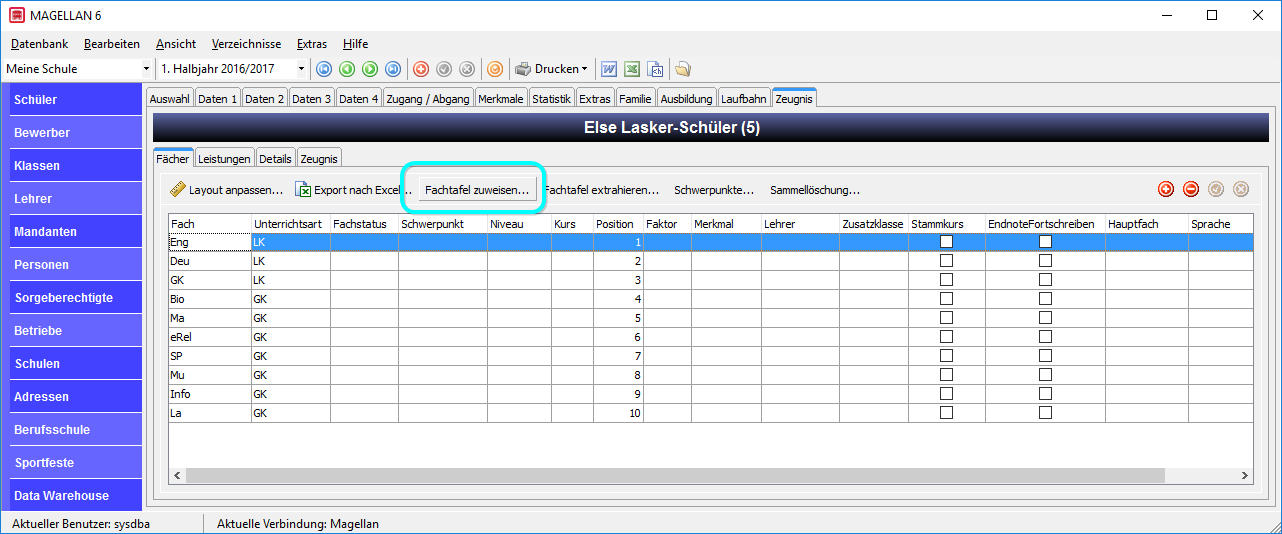 MAGELLAN 6
Datenbank Bearbeiten Ansicht Verzeichnisse Extras Hilfe
Meine Schule 1. Halbjahr 2016/2017 Drucken
Schüler
Bewerber
Klassen
Lehrer
Mandanten
Personen
Sorgeberechtigte
Betriebe
Schulen
Adressen
Berufsschule
Sportfeste
Data Warehouse
Auswahl Daten 1 Daten 2 Daten 3 Daten 4 Zugang / Abgang Merkmale Statistik Extras Familie Ausbildung Laufbahn Zeugnis
Else Lasker-Schüler (5)
Fächer Leistungen Details Zeugnis
Layout anpassen... Export nach Excel... Fachtafel zuweisen... Fachtafel extrahieren... Schwerpunkte... Sammellöschung...
Fach Unterrichtsart Fachstatus Schwerpunkt Niveau Kurs Position Faktor Merkmal Lehrer Zusatzklasse Stammkurs EndnoteFortschreiben Hauptfach Sprache
Eng LK 1
Deu LK 2
GK LK 3
Bio GK 4
Ma GK 5
eRel GK 6
SP GK 7
Mu GK 8
Info GK 9
La GK 10
Aktueller Benutzer: sysdba Aktuelle Verbindung: Magellan